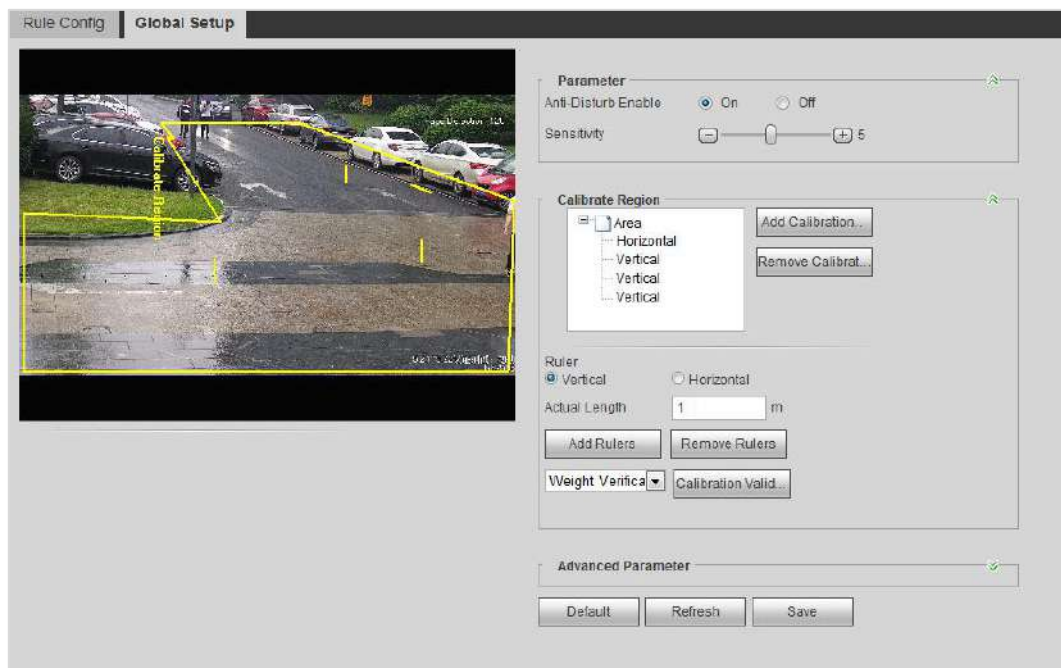 Rule Config Global Setup
Calibrate Region
Parameter
Anti-Disturb Enable On Off
Sensitivity 5
Calibrate Region
Area
Horizontal
Vertical
Vertical
Vertical
Add Calibration..
Remove Calibrat...
Ruler
Vertical Horizontal
Actual Length 1 m
Add Rulers Remove Rulers
Weight Verifica Calibration Valid...
Advanced Parameter
Default Refresh Save